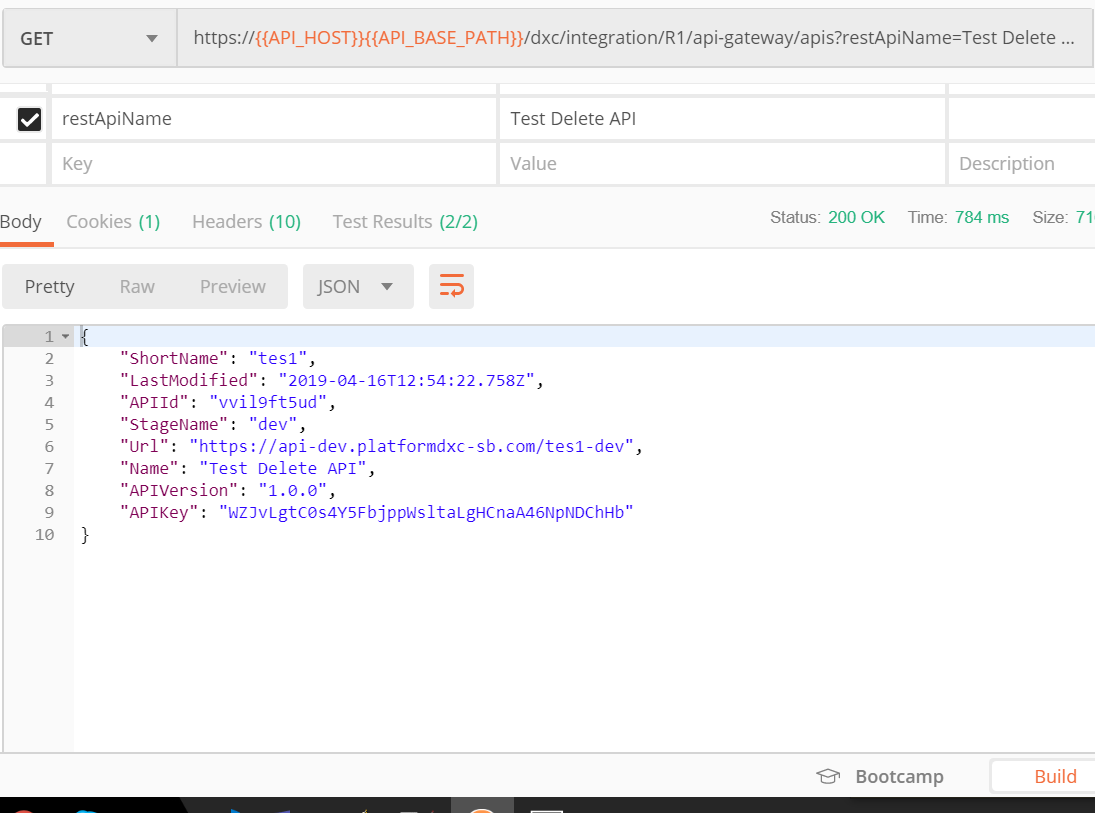 GET https://{{API_HOST}}{{API_BASE_PATH}}/dxc/integration/R1/api-gateway/apis?restApiName=Test Delete ...
restApiName Test Delete API
Key Value Description
Body Cookies (1) Headers (10) Test Results (2/2) Status: 200 OK Time: 784 ms Size: 71
Pretty Raw Preview JSON
1 {
2 "ShortName": "tes1",
3 "LastModified": "2019-04-16T12:54:22.758Z",
4 "APIId": "vvil9ft5ud",
5 "StageName": "dev",
6 "Url": "https://api-dev.platformdxc-sb.com/tes1-dev",
7 "Name": "Test Delete API",
8 "APIVersion": "1.0.0",
9 "APIKey": "WZJvLgtC0s4Y5FbjppWsltaLgHCnaA46NpNDChHb"
10 }
Bootcamp Build